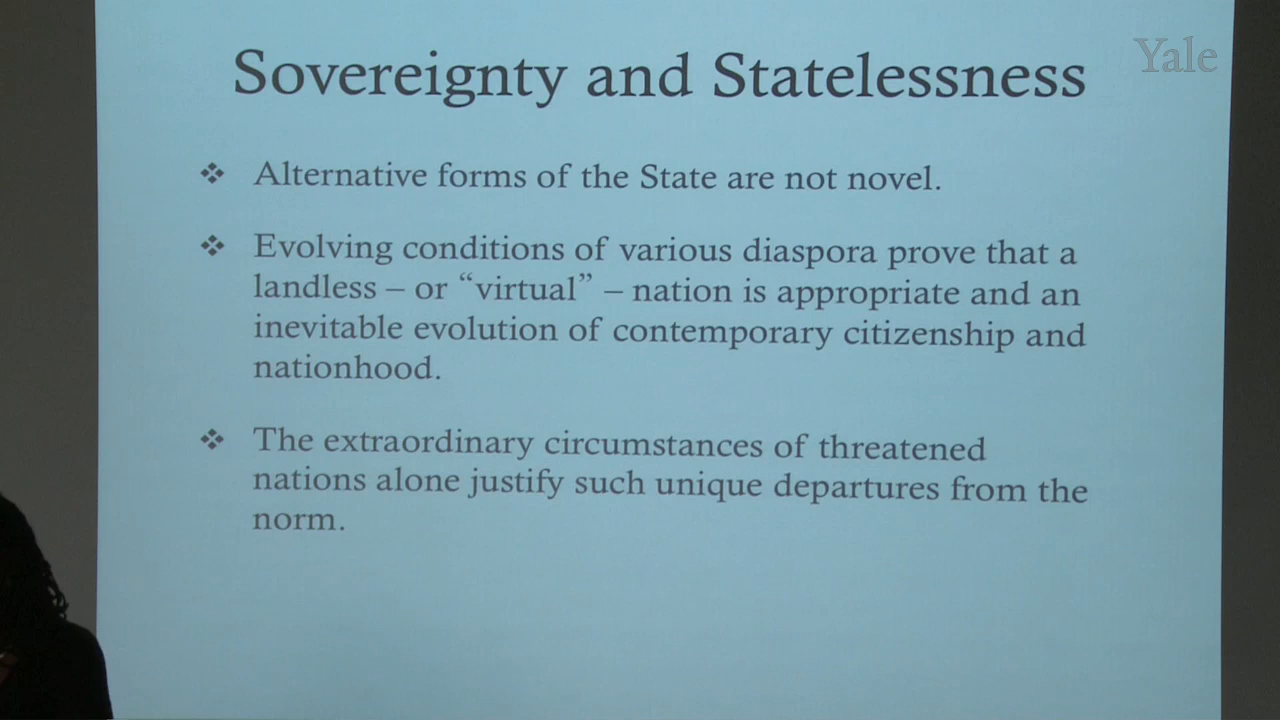 Sovereignty and Statelessness
Yale
❖ Alternative forms of the State are not novel.
❖ Evolving conditions of various diaspora prove that a
landless – or “virtual” – nation is appropriate and an
inevitable evolution of contemporary citizenship and
nationhood.
❖ The extraordinary circumstances of threatened
nations alone justify such unique departures from the
norm.